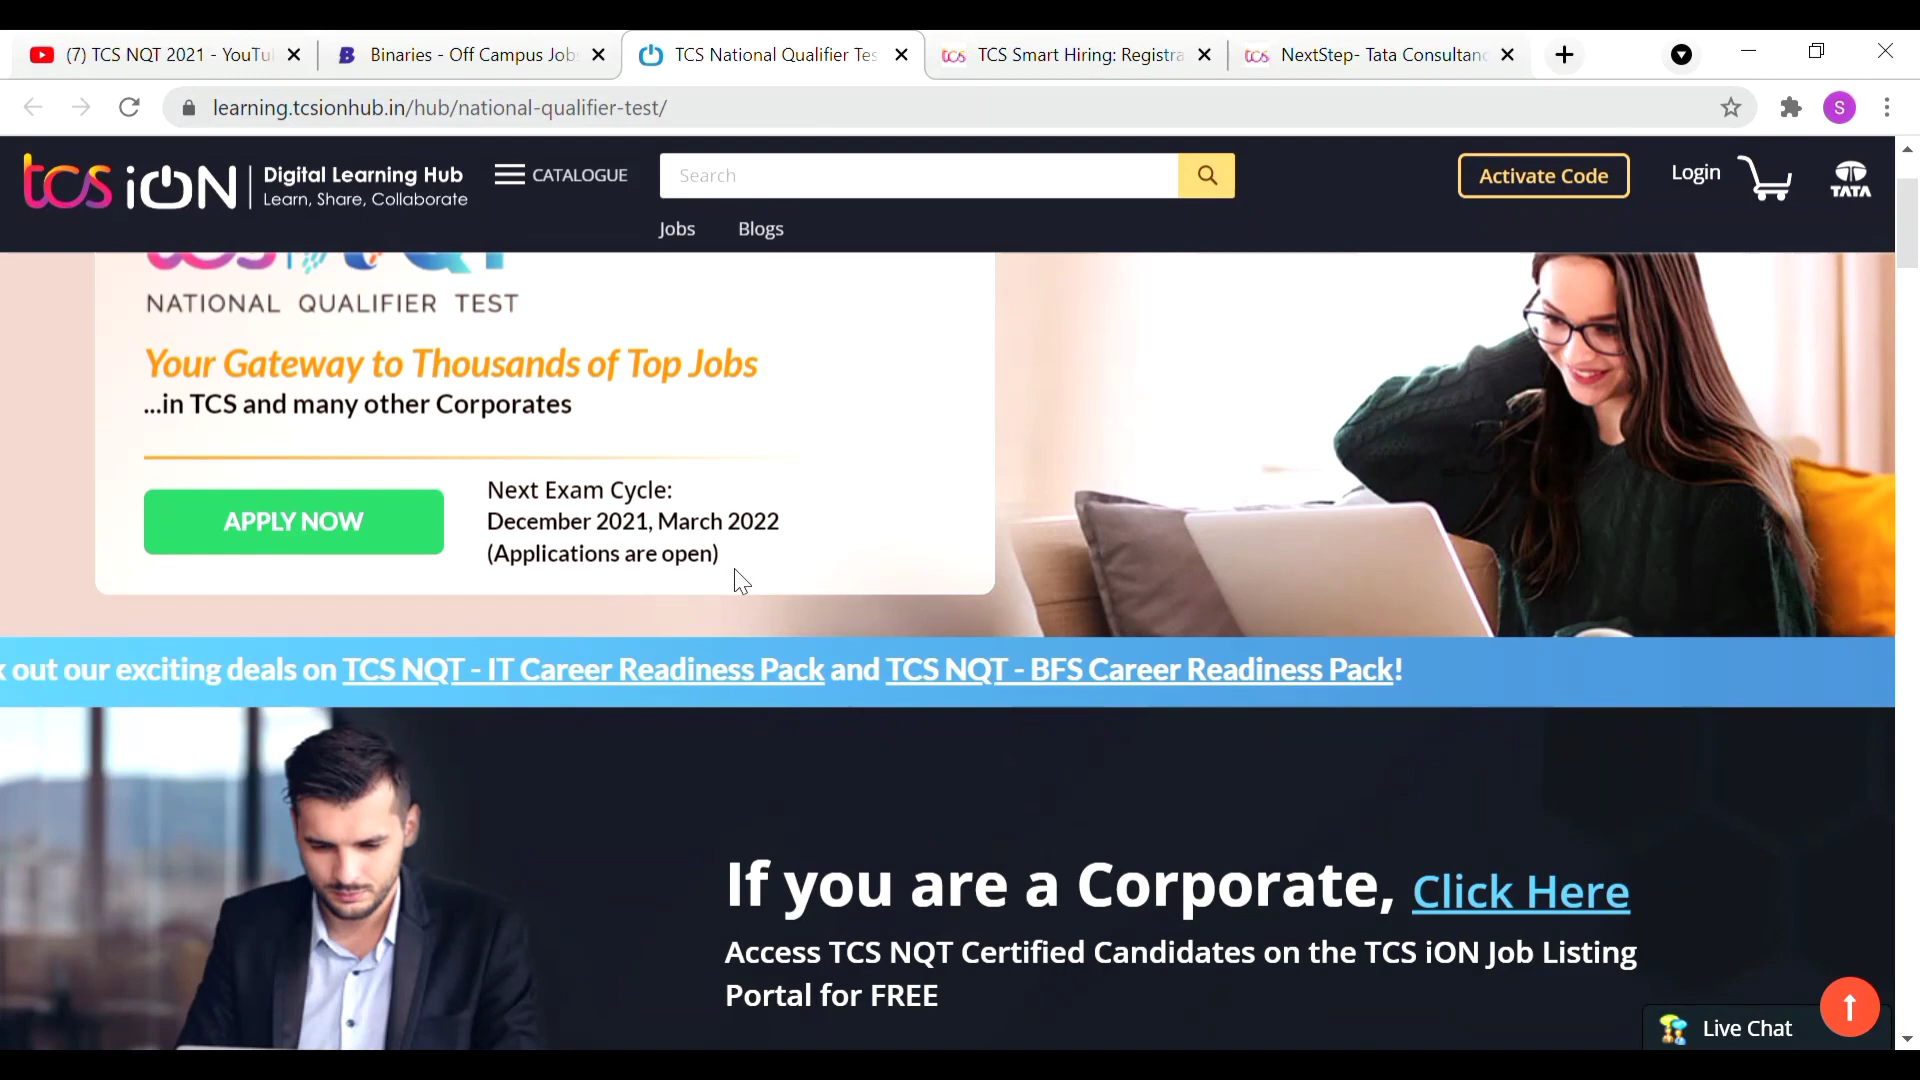 (7) TCS NQT 2021 - YouTu
Binaries - Off Campus Job
TCS National Qualifier Tes
TCS Smart Hiring: Registra
NextStep- Tata Consultanc
learning.tcsionhub.in/hub/national-qualifier-test/
S
tcs iON
Digital Learning Hub
Learn, Share, Collaborate
CATALOGUE
Search
Activate Code
Login
TATA
Jobs
Blogs
NATIONAL QUALIFIER TEST
Your Gateway to Thousands of Top Jobs
...in TCS and many other Corporates
APPLY NOW
Next Exam Cycle:
December 2021, March 2022
(Applications are open)
out our exciting deals on TCS NQT - IT Career Readiness Pack and TCS NQT - BFS Career Readiness Pack!
If you are a Corporate, Click Here
Access TCS NQT Certified Candidates on the TCS iON Job Listing
Portal for FREE
Live Chat